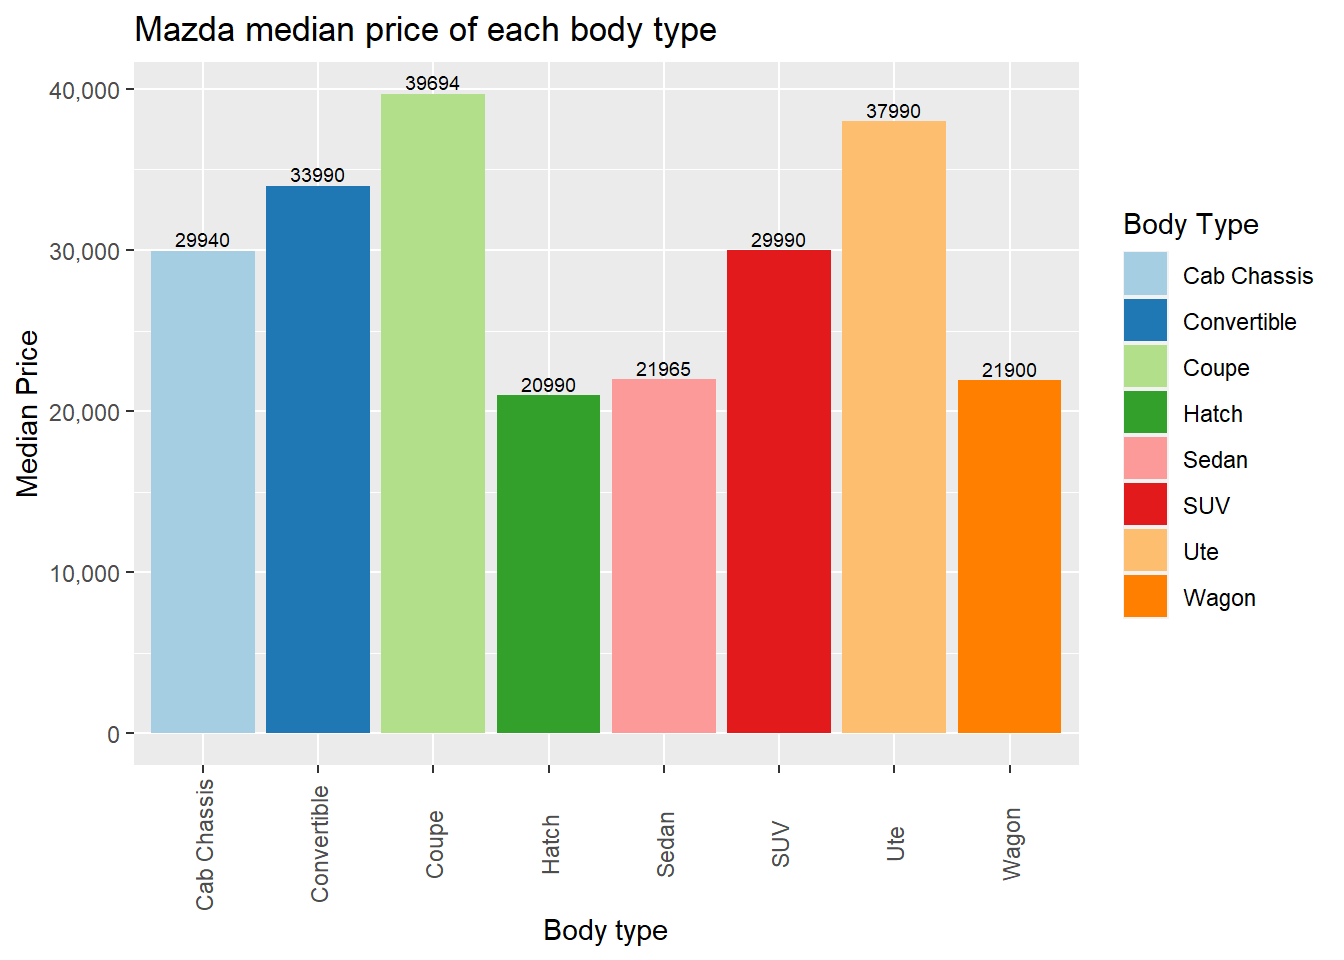 Mazda median price of each body type
Median Price
40,000
30,000
20,000
10,000
0
29940
33990
39694
20990
21965
29990
37990
21900
Cab Chassis
Convertible
Coupe
Hatch
Sedan
SUV
Ute
Wagon
Body type
Body Type
Cab Chassis
Convertible
Coupe
Hatch
Sedan
SUV
Ute
Wagon